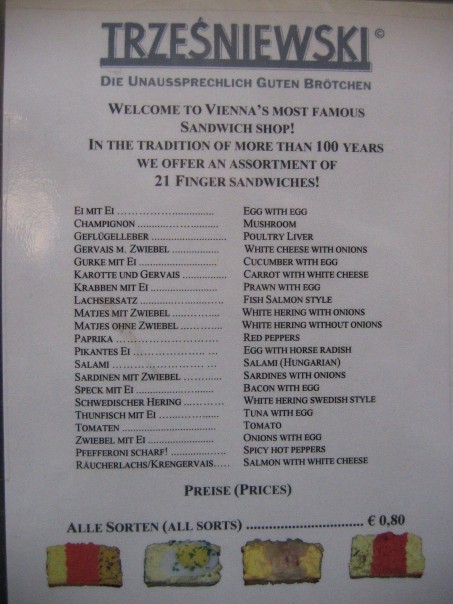 TRZEŚNIEWSKI©
DIE UNAUSSPRECHLICH GUTEN BRÖTCHEN
WELCOME TO VIENNA'S MOST FAMOUS
SANDWICH SHOP!
IN THE TRADITION OF MORE THAN 100 YEARS
WE OFFER AN ASSORTMENT OF
21 FINGER SANDWICHES!
EI MIT EI ........................... EGG WITH EGG
CHAMPIGNON ........................ MUSHROOM
GEFLÜGELLEBER .................. POULTRY LIVER
GERVAIS M. ZWIEBEL ............... WHITE CHEESE WITH ONIONS
GURKE MIT EI ..................... CUCUMBER WITH EGG
KAROTTE UND GERVAIS ............ CARROT WITH WHITE CHEESE
KRABBEN MIT EI .................. PRAWN WITH EGG
LACHSERSATZ ..................... FISH SALMON STYLE
MATJES MIT ZWIEBEL ............ WHITE HERING WITH ONIONS
MATJES OHNE ZWIEBEL ............ WHITE HERING WITHOUT ONIONS
PAPRIKA ........................ RED PEPPERS
PIKANTES EI ..................... EGG WITH HORSE RADISH
SALAMI ........................ SALAMI (HUNGARIAN)
SARDINEN MIT ZWIEBEL ............ SARDINES WITH ONIONS
SPECK MIT EI ..................... BACON WITH EGG
SCHWEDISCHER HERING ............ WHITE HERING SWEDISH STYLE
THUNFISCH MIT EI ............... TUNA WITH EGG
TOMATEN ........................ TOMATO
ZWIEBEL MIT EI .................. ONIONS WITH EGG
PFEFFERONI SCHARF! ............... SPICY HOT PEPPERS
RÄUCHERLACHS/KRENGERVAIS..... SALMON WITH WHITE CHEESE
PREISE (PRICES)
ALLE SORTEN (ALL SORTS) ................................ € 0,80